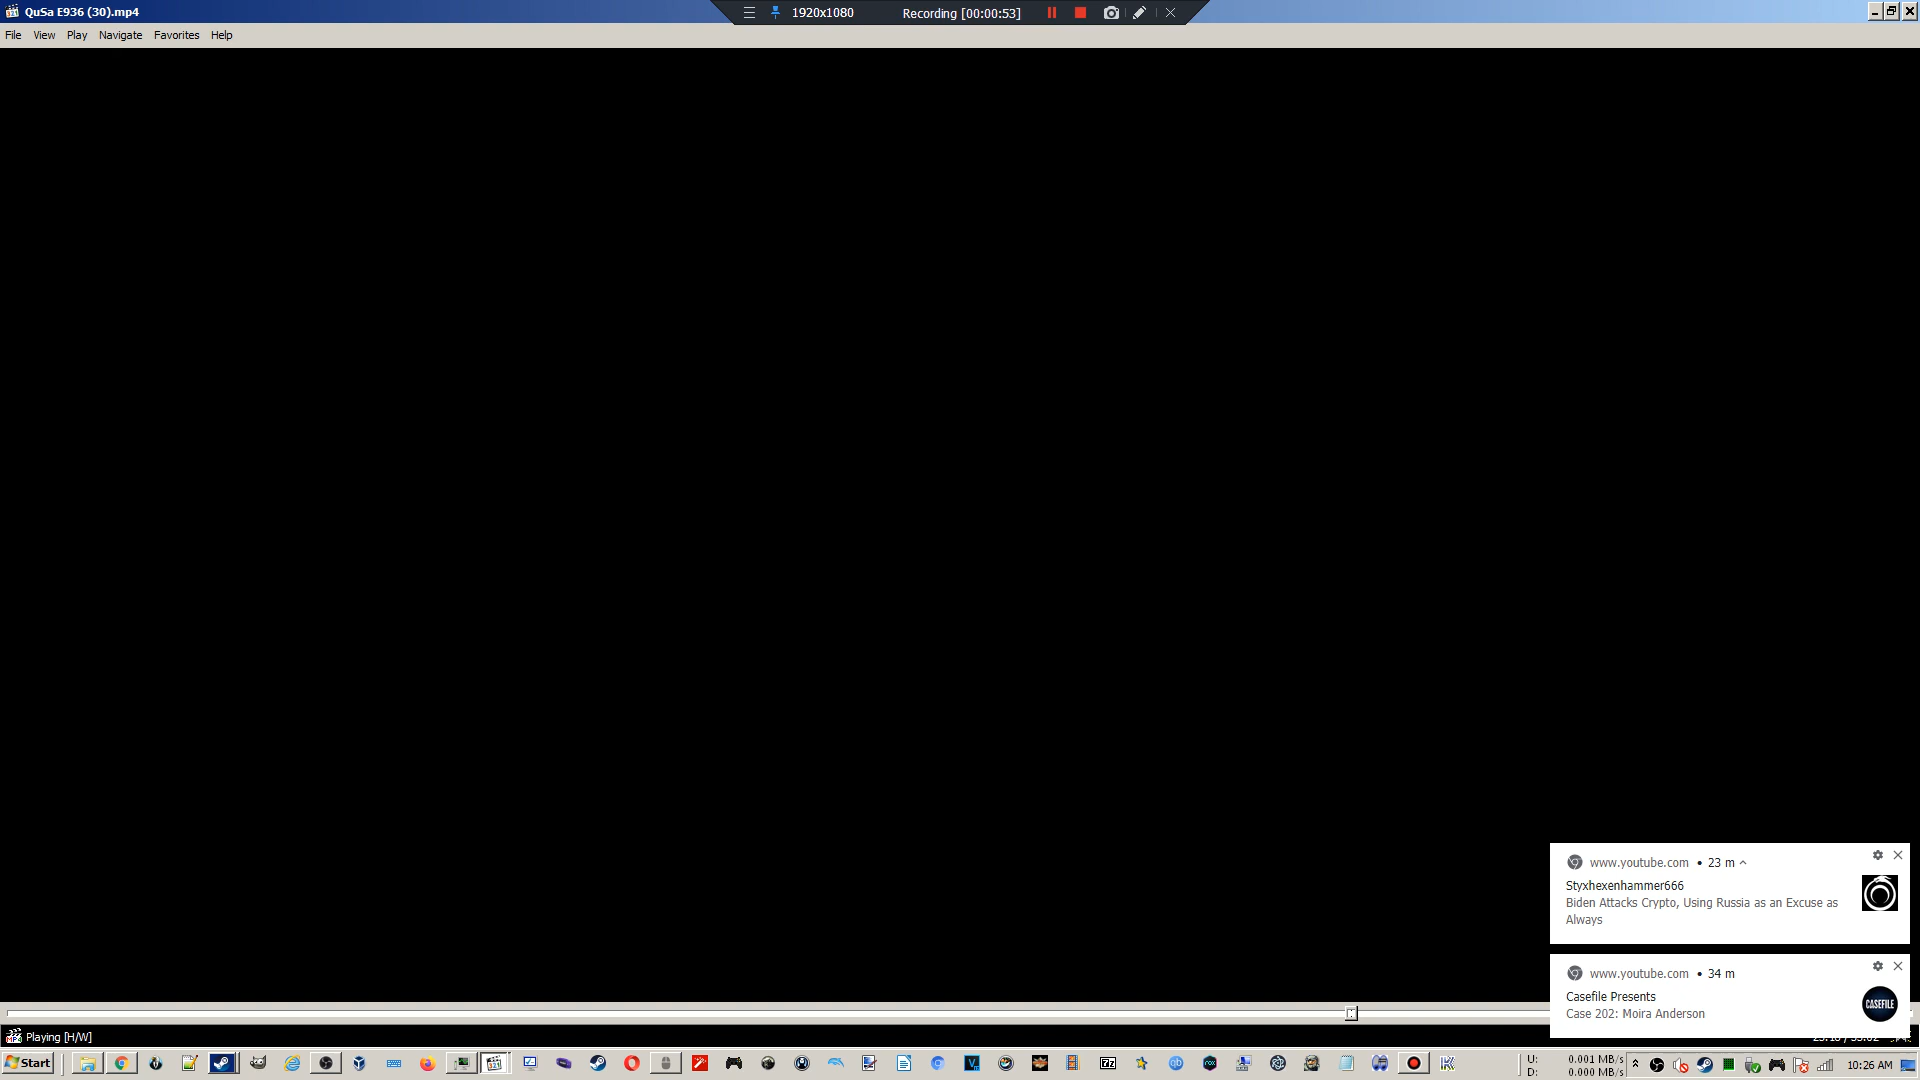 QuSa E936 (30).mp4
1920x1080
Recording [00:00:53]
File View Play Navigate Favorites Help
www.youtube.com • 23 m
Styxhexenhammer666
Biden Attacks Crypto, Using Russia as an Excuse as
Always
www.youtube.com • 34 m
Casefile Presents
CASEFILE
Case 202: Moira Anderson
Playing [H/W]
Start
U: 0.001 MB/s
D: 0.000 MB/s
10:26 AM